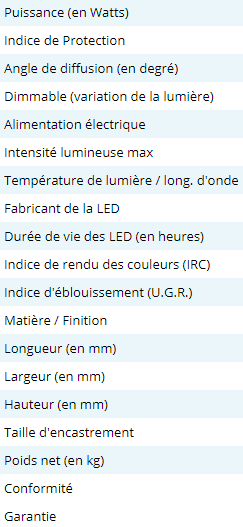 Puissance (en Watts)
Indice de Protection
Angle de diffusion (en degré)
Dimmable (variation de la lumière)
Alimentation électrique
Intensité lumineuse max
Température de lumière / long. d'onde
Fabricant de la LED
Durée de vie des LED (en heures)
Indice de rendu des couleurs (IRC)
Indice d'éblouissement (U.G.R.)
Matière / Finition
Longueur (en mm)
Largeur (en mm)
Hauteur (en mm)
Taille d'encastrement
Poids net (en kg)
Conformité
Garantie